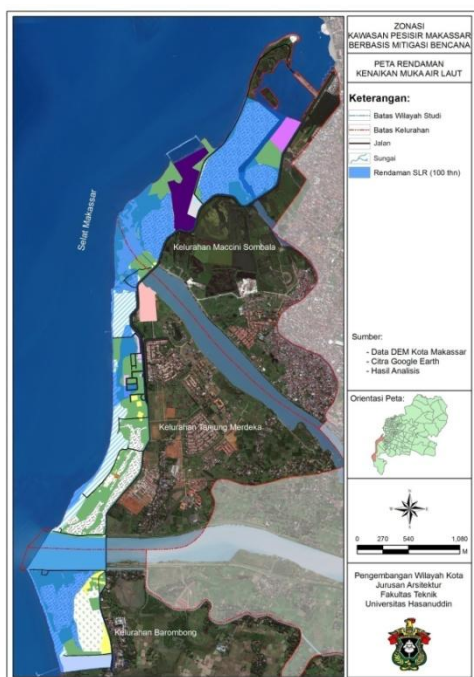 ZONASI
KAWASAN PESISIR MAKASSAR
BERBASIS MITIGASI BENCANA
PETA RENDAMAN
KENAIKAN MUKA AIR LAUT
Keterangan:
Batas Wilayah Studi
Batas Kelurahan
Jalan
Sungai
Rendaman SLR (100 thn)
Selat Makassar
Kelurahan Maccini Sombala
Kelurahan Tanjung Merdeka
Kelurahan Barombong
Sumber:
- Data DEM Kota Makassar
- Citra Google Earth
- Hasil Analisis
Orientasi Peta:
0 270 540 1,080
M
Pengembangan Wilayah Kota
Jurusan Arsitektur
Fakultas Teknik
Universitas Hasanuddin